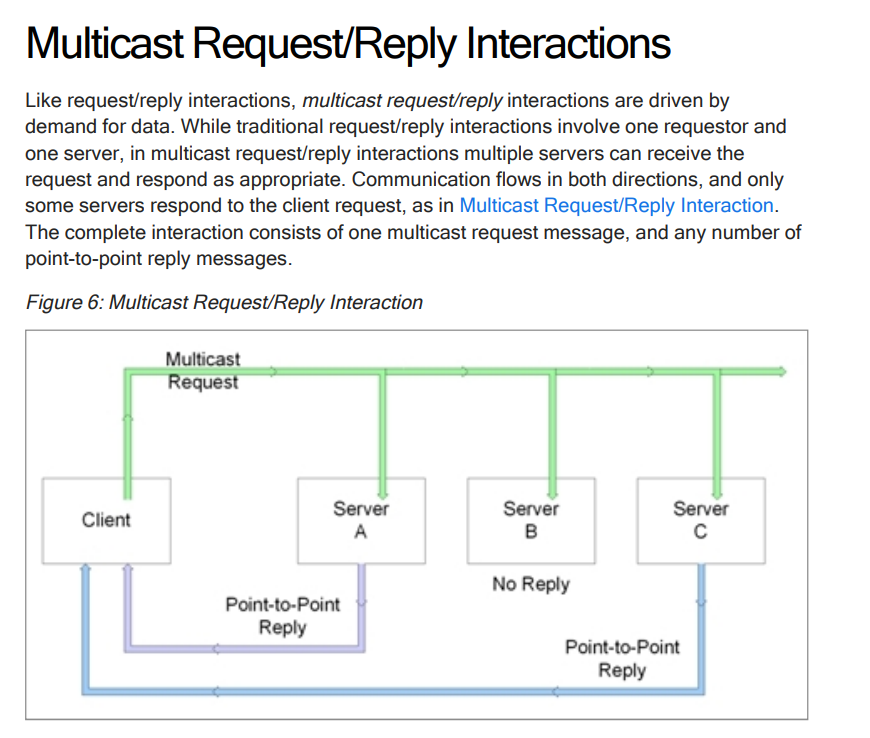 Multicast Request/Reply Interactions
Like request/reply interactions, multicast request/reply interactions are driven by
demand for data. While traditional request/reply interactions involve one requestor and
one server, in multicast request/reply interactions multiple servers can receive the
request and respond as appropriate. Communication flows in both directions, and only
some servers respond to the client request, as in Multicast Request/Reply Interaction.
The complete interaction consists of one multicast request message, and any number of
point-to-point reply messages.
Figure 6: Multicast Request/Reply Interaction
Multicast
Request
Client
Server
A
Server
B
Server
C
No Reply
Point-to-Point
Reply
Point-to-Point
Reply